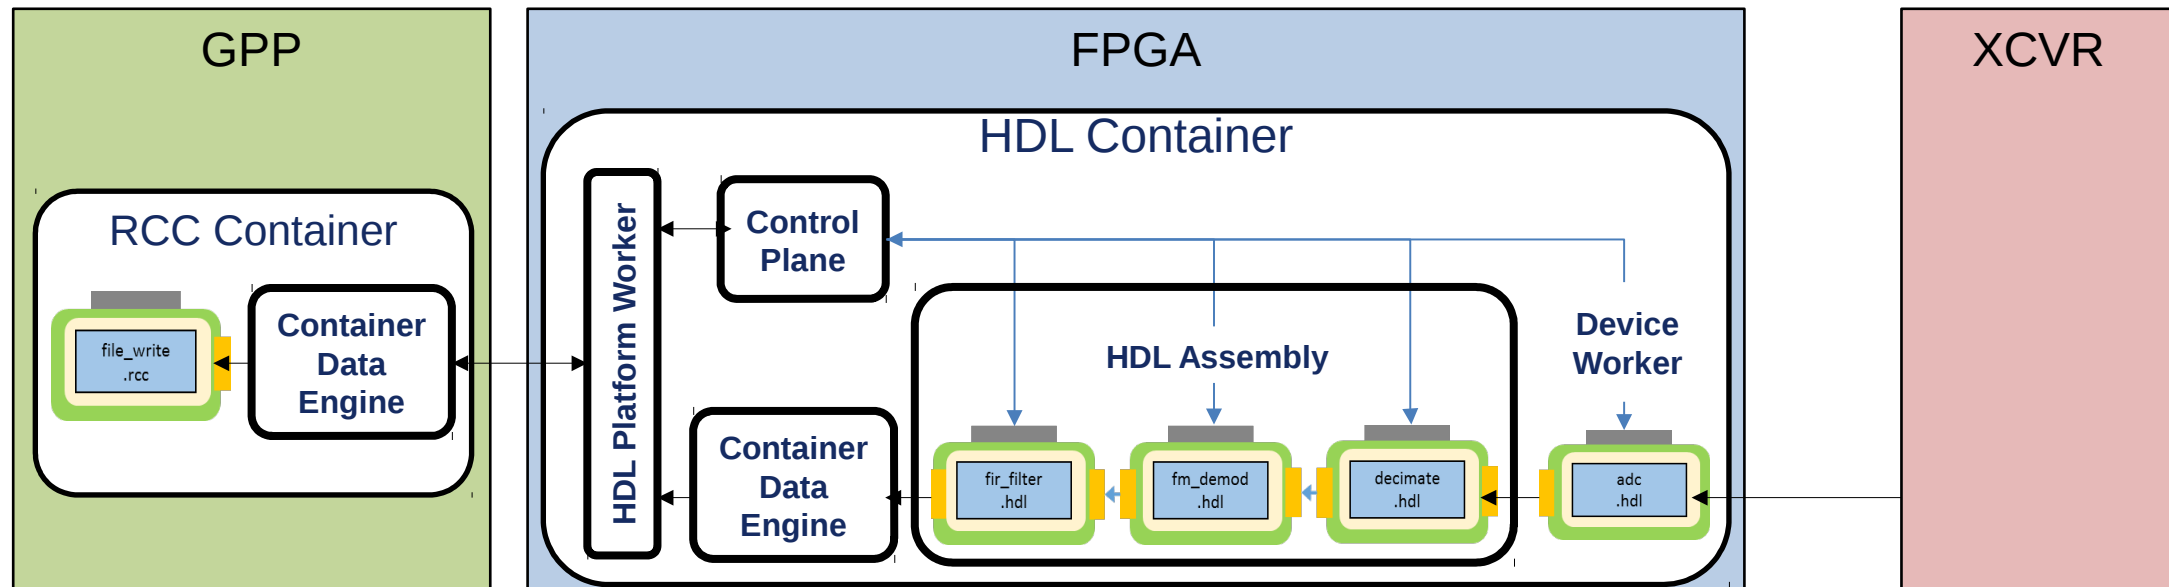 GPP
FPGA
XCVR
RCC Container
file_write
.rcc
Container
Data
Engine
HDL Container
HDL Platform Worker
Control
Plane
Container
Data
Engine
HDL Assembly
fir_filter
.hdl
fm_demod
.hdl
decimate
.hdl
Device
Worker
adc
.hdl